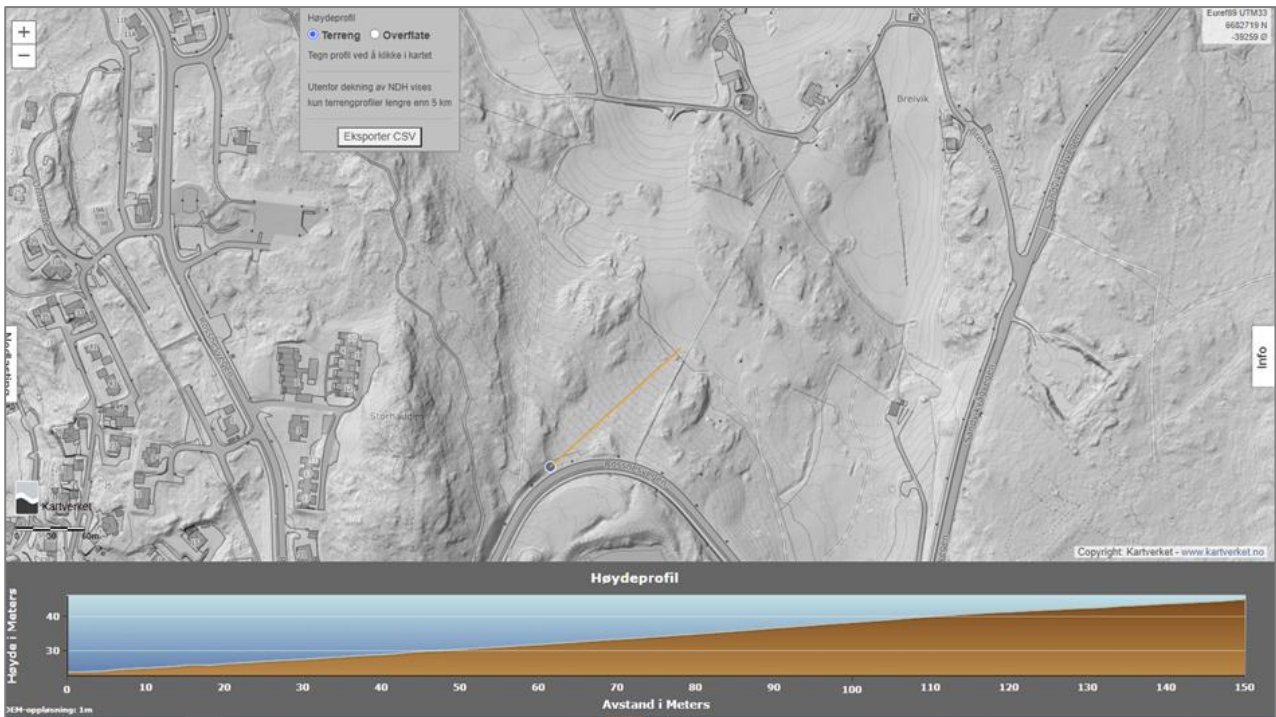 +
−
Høydeprofil
Terreng Overflate
Tegn profil ved å klikke i kartet
Utenfor dekning av NDH vises
kun terrengprofiler lengre enn 5 km
Eksporter CSV
Euref89 UTM33
6682719 N
-39259 Ø
Breivik
Info
Storhaugen
Kartverket
0 30 60m
Copyright: Kartverket - www.kartverket.no
Høydeprofil
Høyde i Meters
40
30
0 10 20 30 40 50 60 70 80 90 100 110 120 130 140 150
Avstand i Meters
DEM-oppløsning: 1m